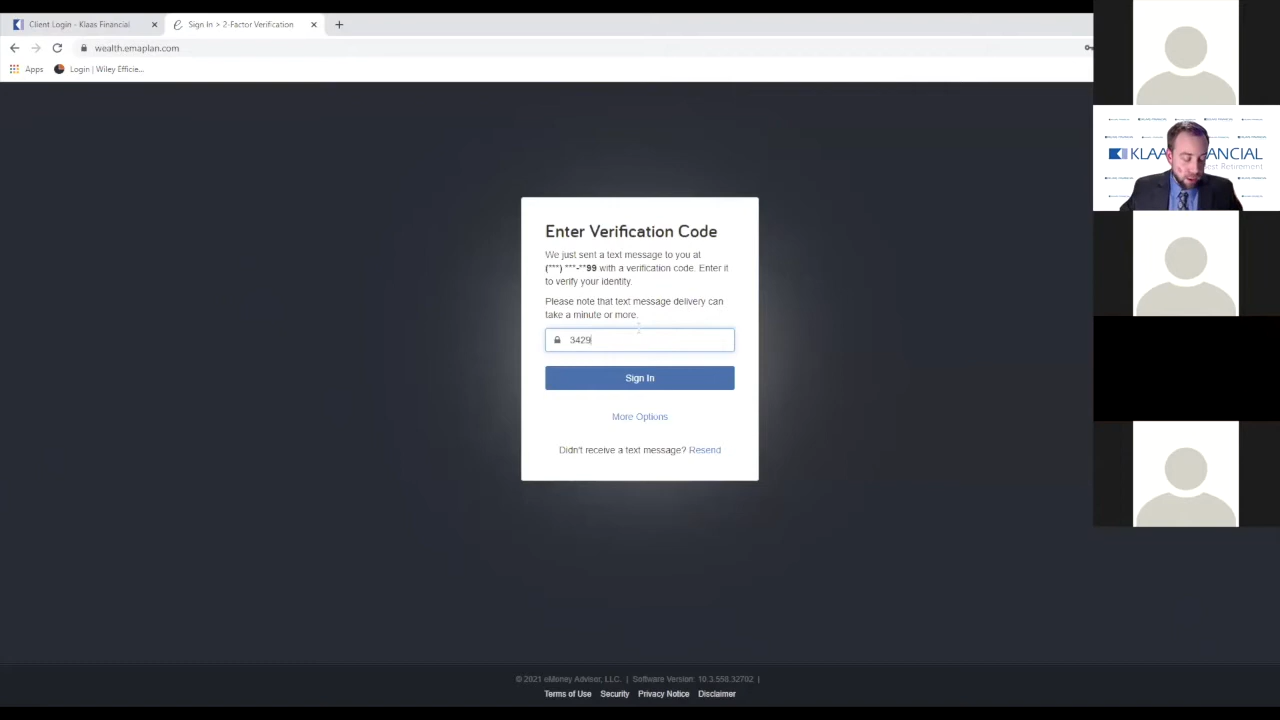 Client Login - Klaas Financial
Sign In > 2-Factor Verification
wealth.emaplan.com
Apps
Login | Wiley Efficie...
Enter Verification Code
We just sent a text message to you at
(***) ***-**99 with a verification code. Enter it
to verify your identity.
Please note that text message delivery can
take a minute or more.
3429
Sign In
More Options
Didn't receive a text message? Resend
© 2021 eMoney Advisor, LLC. | Software Version: 10.3.558.32702 |
Terms of Use Security Privacy Notice Disclaimer